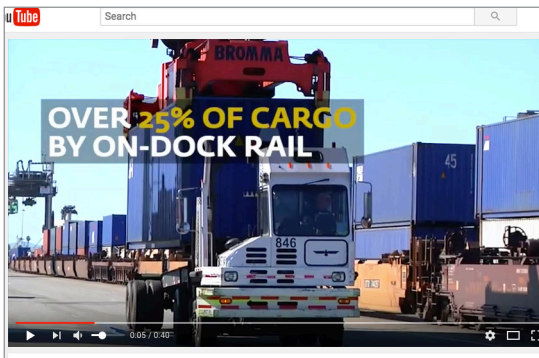 u Tube
Search
BROMMA
OVER 25% OF CARGO
BY ON-DOCK RAIL
45
846
0:05 / 0:40